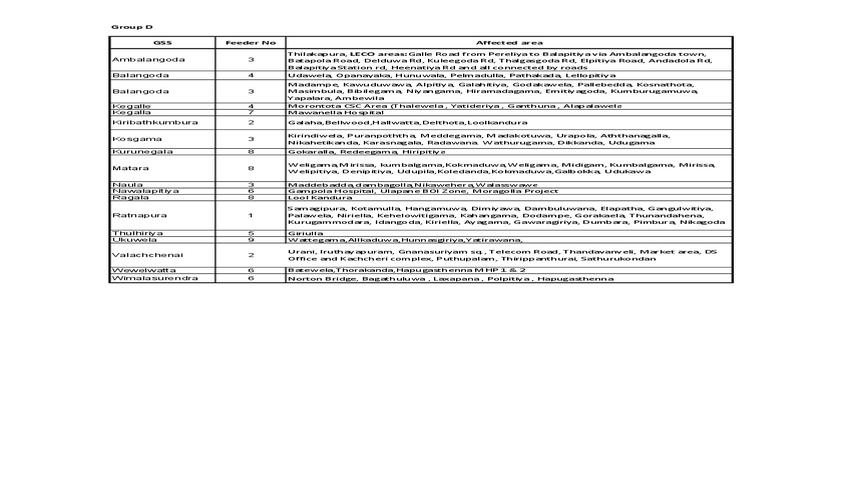 Group D
GSS Feeder No Affected area
Ambalangoda 3 Thilakapura, LECO areas:Galle Road from Pereliya to Balapitiya via Ambalangoda town,
Batapola Road, Delduwa Rd, Kuleegoda Rd, Thalgasgoda Rd, Elpitiya Road, Andadola Rd,
Balapitiya Station rd, Heenatiya Rd and all connected by roads
Balangoda 4 Udawela, Opanayaka, Hunuwala, Pelmadulla, Pathakada, Lellopitiya
Balangoda 3 Madampe, Kawuduwawa, Alpitiya, Galahitiya, Godakawela, Pallebedda, Kosnathota,
Masimbula, Bibilegama, Niyangama, Hiramadagama, Emitiyagoda, Kumburugamuwa,
Yapalara, Ambewila
Kegalle 4 Morontota CSC Area (Thalewela , Yatideriya , Ganthuna , Alapalawele
Kegalla 7 Mawanella Hospital
Kiribathkumbura 2 Galaha,Bellwood,Hallwatta,Delthota,Loolkandura
Kosgama 3 Kirindiwela, Puranpoththa, Meddegama, Madakotuwa, Urapola, Aththanagalla,
Nikahetikanda, Karasnagala, Radawana. Wathurugama, Dikkanda, Udugama
Kurunegala 8 Gokaralla, Redeegama, Hiripitiya
Matara 8 Weligama,Mirissa, kumbalgama,Kokmaduwa,Weligama, Midigam, Kumbalgama, Mirissa,
Welipitiya, Denipitiya, Udupila,Koledanda,Kokmaduwa,Galbokka, Udukawa
Naula 3 Maddebadda,dambagolla,Nikawehera,Walasswawe
Nawalapitiya 6 Gampola Hospital, Ulapane BOI Zone, Moragolla Project
Ragala 8 Lool Kandura
Ratnapura 1 Samagipura, Kotamulla, Hangamuwa, Dimiyawa, Dambuluwana, Elapatha, Gangulwitiya,
Palawela, Niriella, Kehelowitigama, Kahangama, Dodampe, Gorakaela, Thunandahena,
Kurugammodara, Idangoda, Kiriella, Ayagama, Gawaragiriya, Dumbara, Pimbura, Nikagoda
Thulhiriya 5 Giriulla
Ukuwela 9 Wattegama,Alkaduwa,Hunnasgiriya,Yatirawana,
Valachchenai 2 Urani, Iruthayapuram, Gnanasuriyam sq., Telecom Road, Thandavanveli, Market area, DS
Office and Kachcheri complex, Puthupalam, Thirippanthurai, Sathurukondan
Wewelwatta 6 Batewela,Thorakanda,Hapugasthenna MHP 1 & 2
Wimalasurendra 6 Norton Bridge, Bagathuluwa , Laxapana , Polpitiya , Hapugasthenna